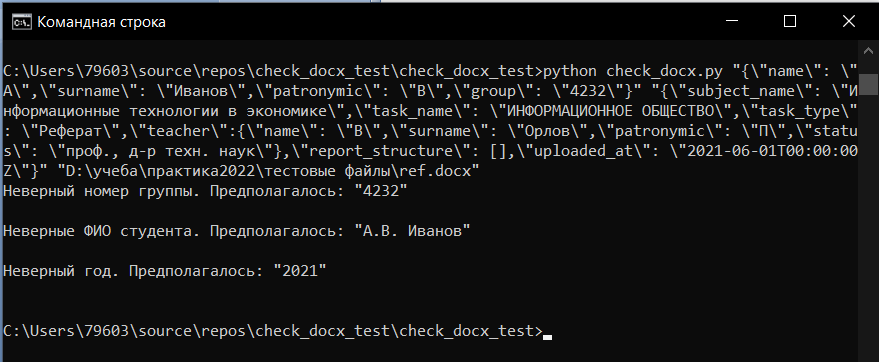 Командная строка
C:\Users\79603\source\repos\check_docx_test\check_docx_test>python check_docx.py "{\"name\": \"
А\",\"surname\": \"Иванов\",\"patronymic\": \"В\",\"group\": \"4232\"}" "{\"subject_name\": \"И
нформационные технологии в экономике\",\"task_name\": \"ИНФОРМАЦИОННОЕ ОБЩЕСТВО\",\"task_type\"
: \"Реферат\",\"teacher\":{\"name\": \"В\",\"surname\": \"Орлов\",\"patronymic\": \"П\",\"statu
s\": \"проф., д-р техн. наук\"},\"report_structure\": [],\"uploaded_at\": \"2021-06-01T00:00:00
Z\"}" "D:\учеба\практика2022\тестовые файлы\ref.docx"
Неверный номер группы. Предполагалось: "4232"
Неверные ФИО студента. Предполагалось: "А.В. Иванов"
Неверный год. Предполагалось: "2021"
C:\Users\79603\source\repos\check_docx_test\check_docx_test>